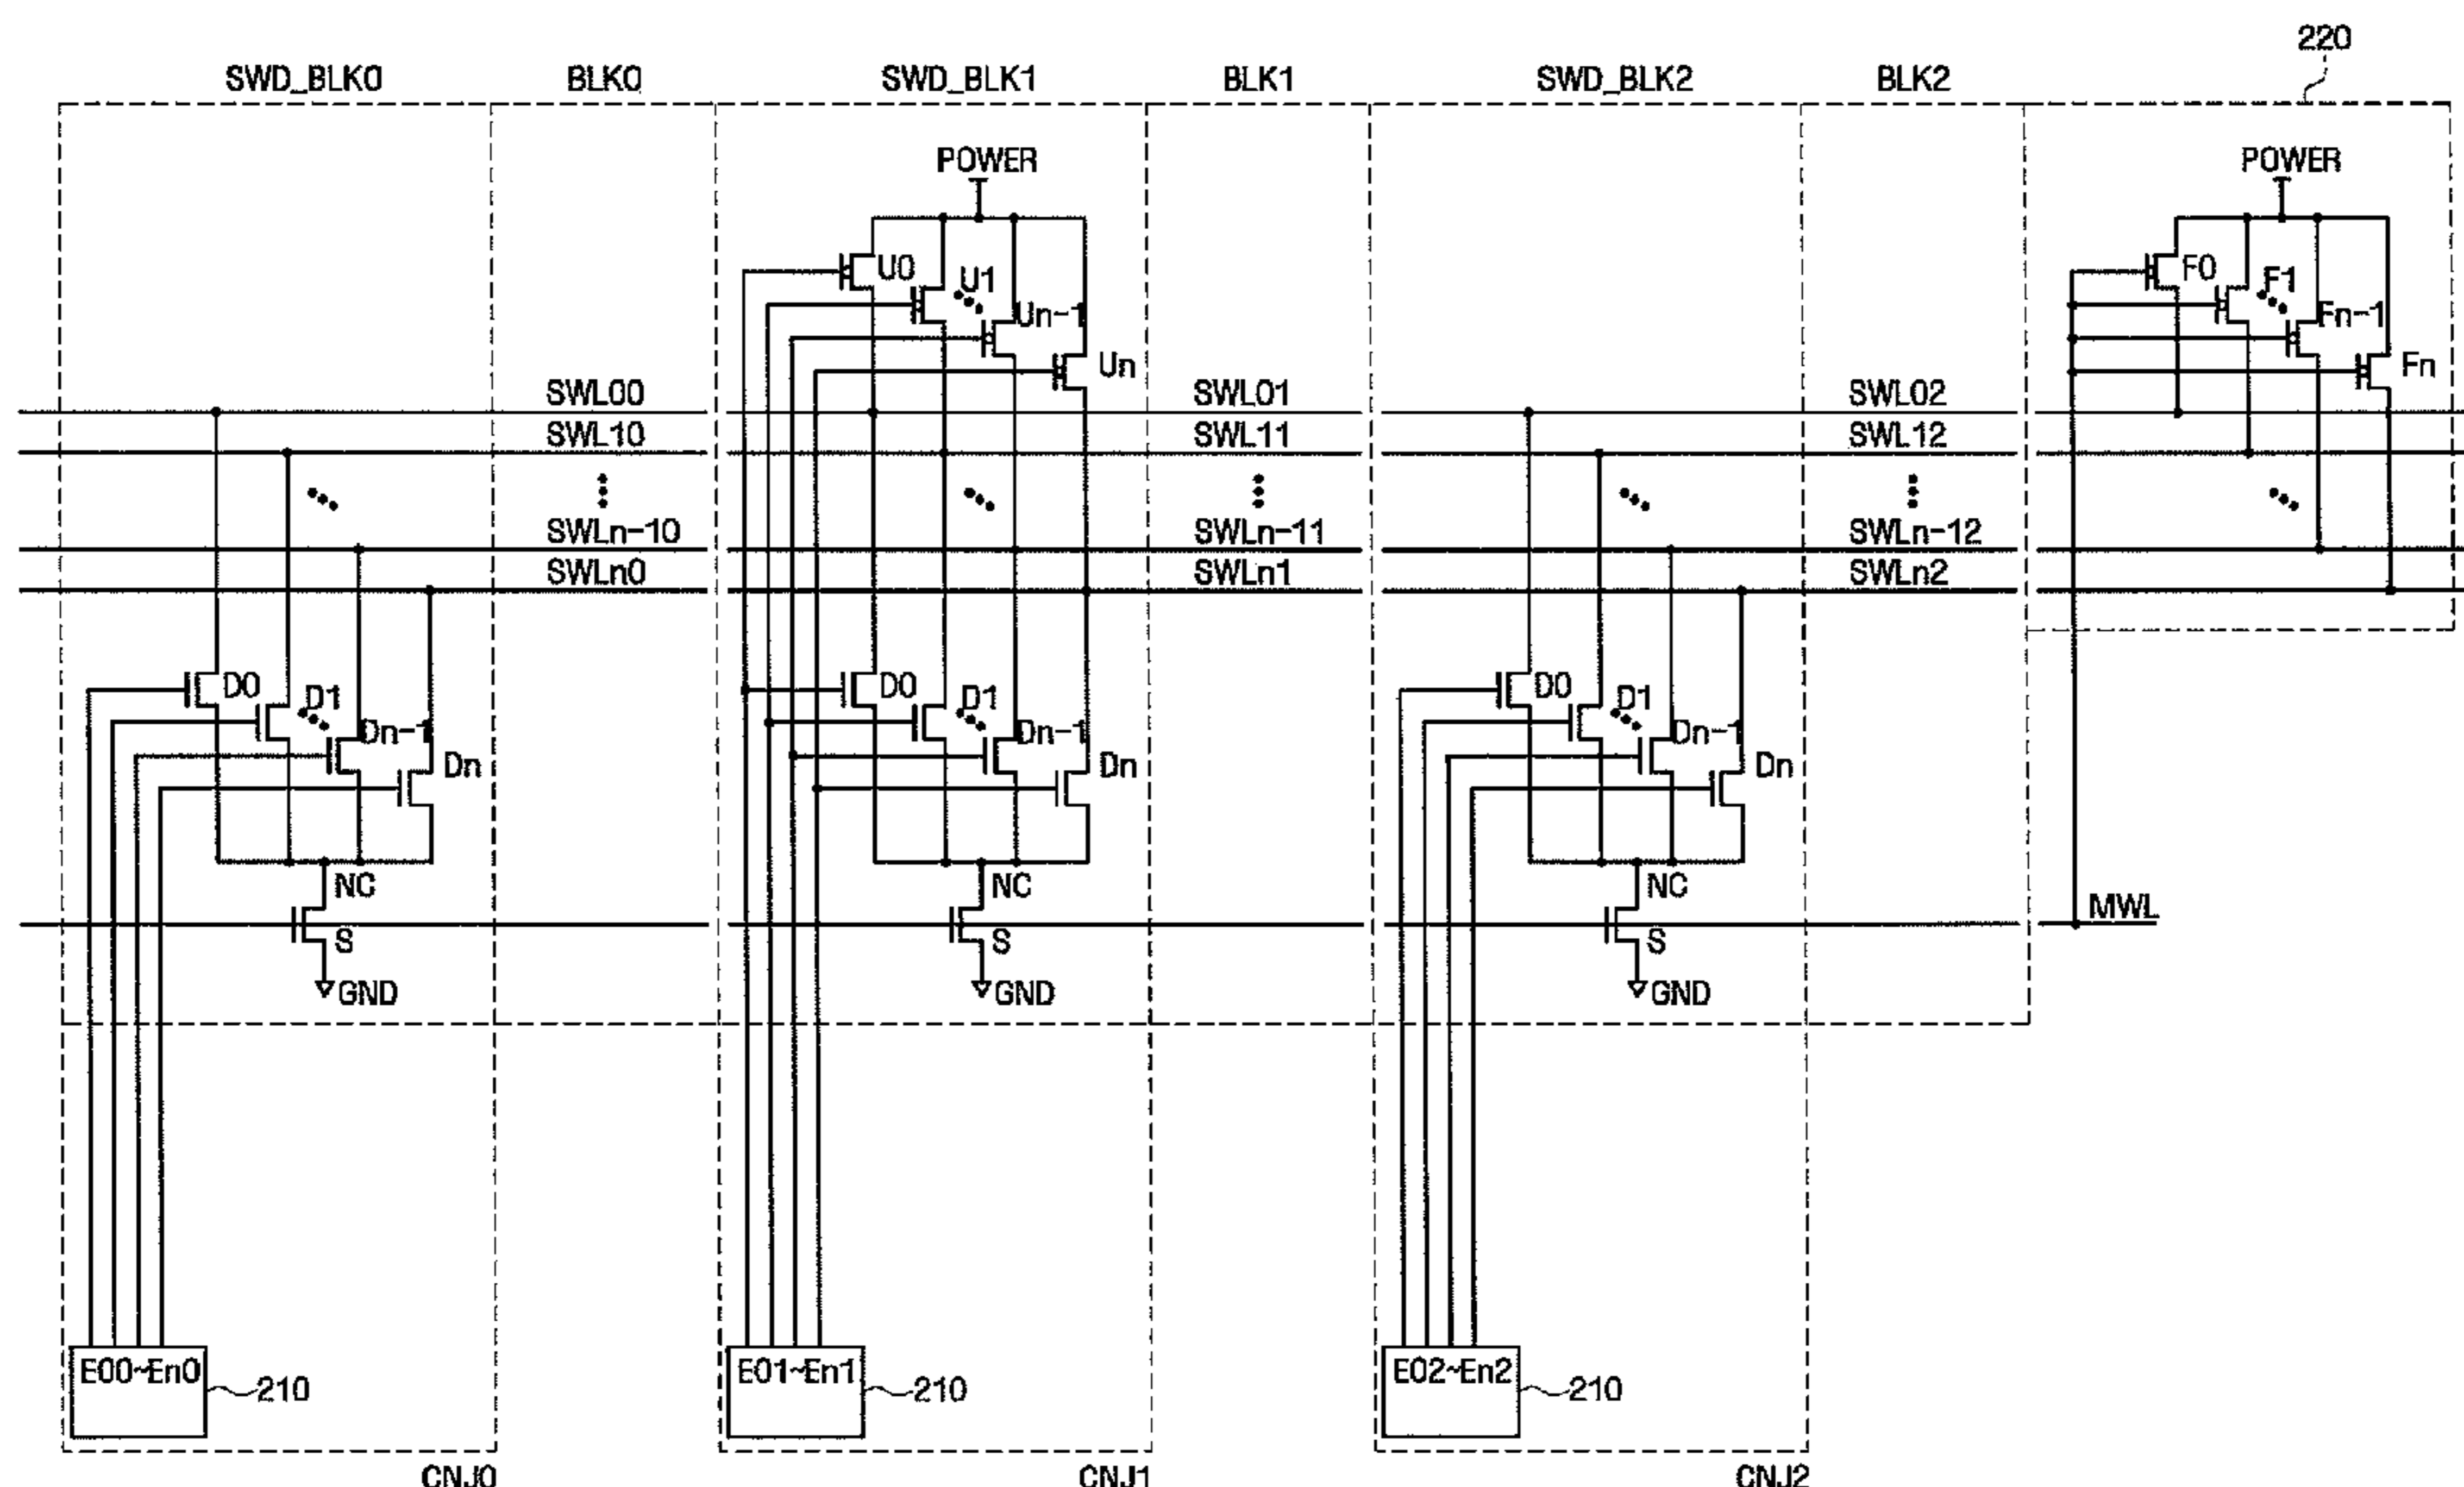 220
SWD_BLK0 BLK0 SWD_BLK1 BLK1 SWD_BLK2 BLK2
POWER POWER
U0 F0
U1 F1
Un-1 Fn-1
Un Fn
SWL00 SWL01 SWL02
SWL10 SWL11 SWL12
SWLn-10 SWLn-11 SWLn-12
SWLn0 SWLn1 SWLn2
D0 D0 D0
D1 D1 D1
Dn-1 Dn-1 Dn-1
Dn Dn Dn
NC NC NC
MWL
S S S
GND GND GND
E00~En0 210 E01~En1 210 E02~En2 210
CNJ0 CNJ1 CNJ2